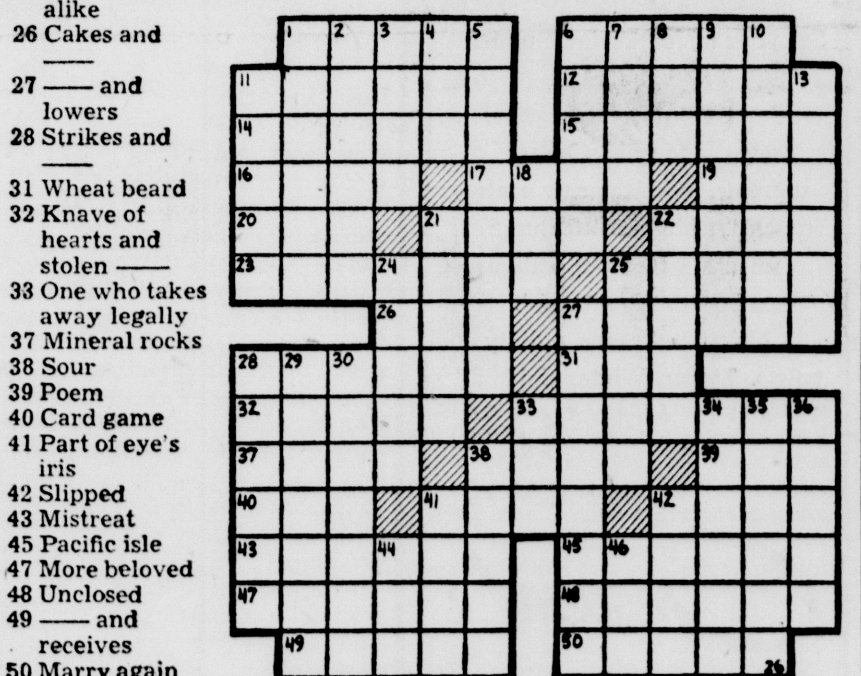 alike
26 Cakes and
——
27 —— and
lowers
28 Strikes and
——
31 Wheat beard
32 Knave of
hearts and
stolen ——
33 One who takes
away legally
37 Mineral rocks
38 Sour
39 Poem
40 Card game
41 Part of eye's
iris
42 Slipped
43 Mistreat
45 Pacific isle
47 More beloved
48 Unclosed
49 —— and
receives
50 Marry again
1 2 3 4 5 6 7 8 9 10
11 12 13
14 15
16 17 18 19
20 21 22
23 24 25
26 27
28 29 30 31
32 33 34 35 36
37 38 39
40 41 42
43 44 45 46
47 48
49 50
26